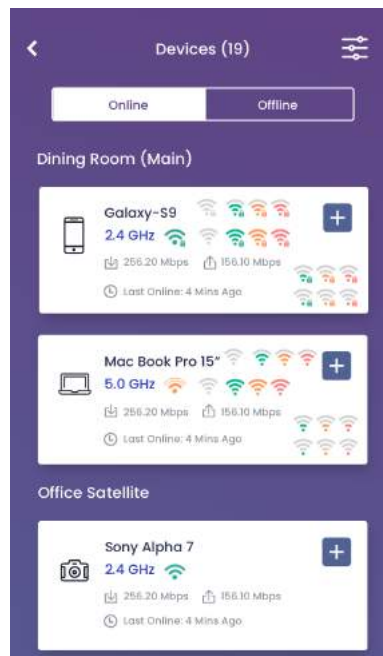 Devices (19)
Online Offline
Dining Room (Main)
Galaxy-S9
2.4 GHz
256.20 Mbps 156.10 Mbps
Last Online: 4 Mins Ago
Mac Book Pro 15"
5.0 GHz
256.20 Mbps 156.10 Mbps
Last Online: 4 Mins Ago
Office Satellite
Sony Alpha 7
2.4 GHz
256.20 Mbps 156.10 Mbps
Last Online: 4 Mins Ago